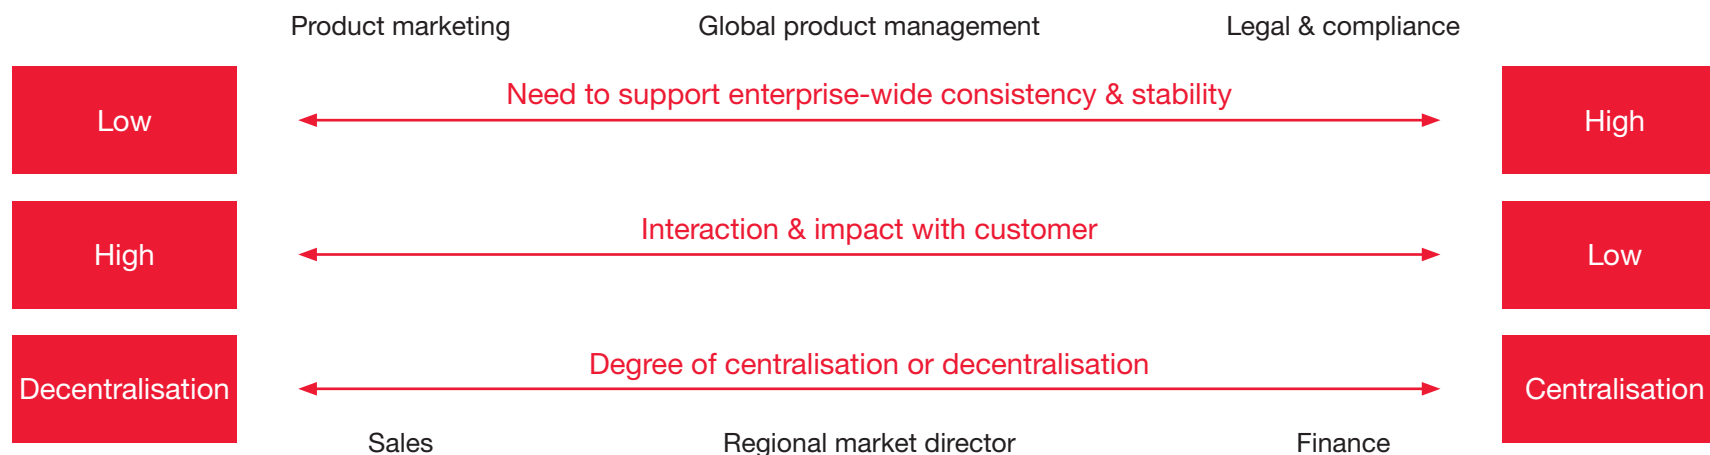 Product marketing
Global product management
Legal & compliance
Low
Need to support enterprise-wide consistency & stability
High
High
Interaction & impact with customer
Low
Decentralisation
Degree of centralisation or decentralisation
Centralisation
Sales
Regional market director
Finance